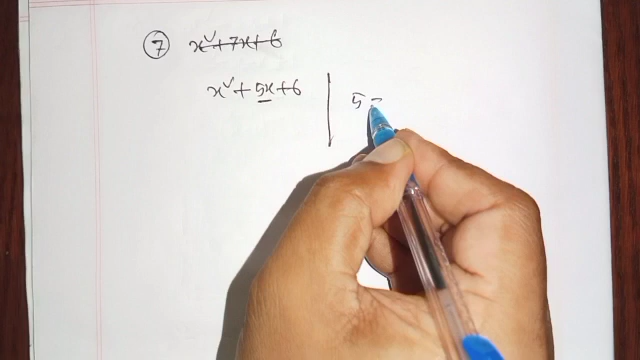 ⑦ x² + 7x + 6
x² + 5x + 6 | 5 =